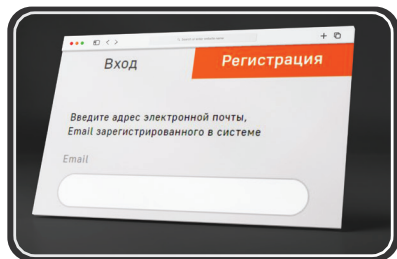 Вход
Регистрация
Введите адрес электронной почты,
Email зарегистрированного в системе
Email